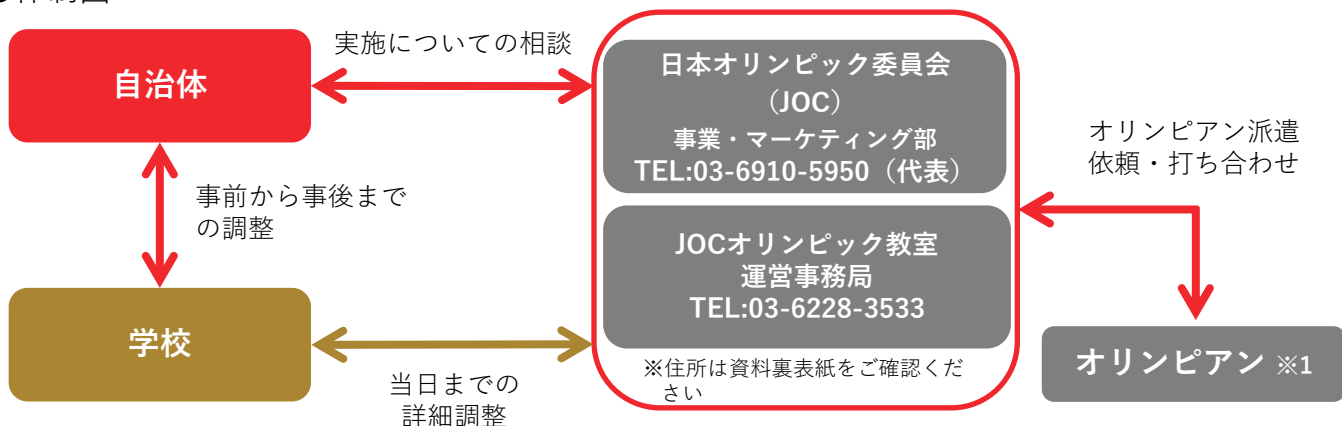 実施についての相談
自治体
日本オリンピック委員会
（JOC）
事業・マーケティング部
TEL:03-6910-5950（代表）
オリンピアン派遣
依頼・打ち合わせ
事前から事後まで
の調整
JOCオリンピック教室
運営事務局
TEL:03-6228-3533
学校
※住所は資料裏表紙をご確認くだ
さい
オリンピアン ※1
当日までの
詳細調整